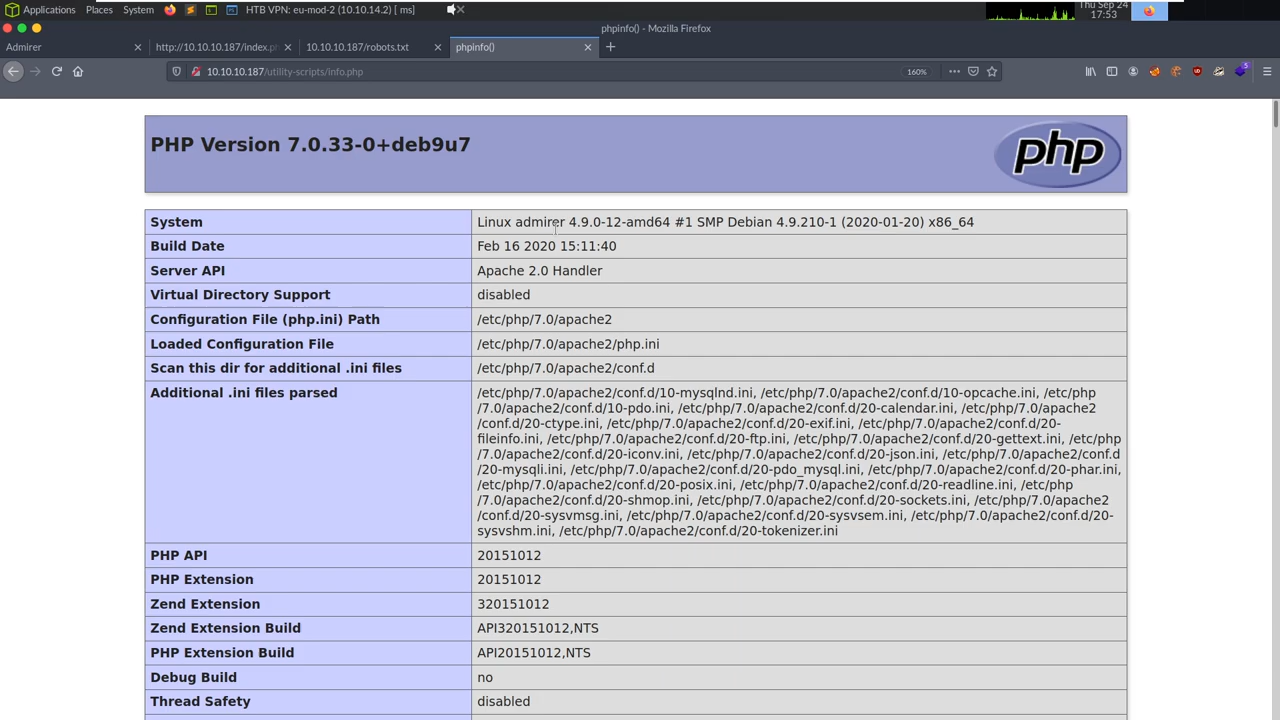 Applications Places System HTB VPN: eu-mod-2 (10.10.14.2) [ ms] Thu Sep 24 17:53
phpinfo() - Mozilla Firefox
Admirer http://10.10.10.187/index.p 10.10.10.187/robots.txt phpinfo()
10.10.10.187/utility-scripts/info.php 160%
PHP Version 7.0.33-0+deb9u7
php
System Linux admirer 4.9.0-12-amd64 #1 SMP Debian 4.9.210-1 (2020-01-20) x86_64
Build Date Feb 16 2020 15:11:40
Server API Apache 2.0 Handler
Virtual Directory Support disabled
Configuration File (php.ini) Path /etc/php/7.0/apache2
Loaded Configuration File /etc/php/7.0/apache2/php.ini
Scan this dir for additional .ini files /etc/php/7.0/apache2/conf.d
Additional .ini files parsed /etc/php/7.0/apache2/conf.d/10-mysqlnd.ini, /etc/php/7.0/apache2/conf.d/10-opcache.ini, /etc/php
/7.0/apache2/conf.d/10-pdo.ini, /etc/php/7.0/apache2/conf.d/20-calendar.ini, /etc/php/7.0/apache2
/conf.d/20-ctype.ini, /etc/php/7.0/apache2/conf.d/20-exif.ini, /etc/php/7.0/apache2/conf.d/20-
fileinfo.ini, /etc/php/7.0/apache2/conf.d/20-ftp.ini, /etc/php/7.0/apache2/conf.d/20-gettext.ini, /etc/php
/7.0/apache2/conf.d/20-iconv.ini, /etc/php/7.0/apache2/conf.d/20-json.ini, /etc/php/7.0/apache2/conf.d
/20-mysqli.ini, /etc/php/7.0/apache2/conf.d/20-pdo_mysql.ini, /etc/php/7.0/apache2/conf.d/20-phar.ini,
/etc/php/7.0/apache2/conf.d/20-posix.ini, /etc/php/7.0/apache2/conf.d/20-readline.ini, /etc/php
/7.0/apache2/conf.d/20-shmop.ini, /etc/php/7.0/apache2/conf.d/20-sockets.ini, /etc/php/7.0/apache2
/conf.d/20-sysvmsg.ini, /etc/php/7.0/apache2/conf.d/20-sysvsem.ini, /etc/php/7.0/apache2/conf.d/20-
sysvshm.ini, /etc/php/7.0/apache2/conf.d/20-tokenizer.ini
PHP API 20151012
PHP Extension 20151012
Zend Extension 320151012
Zend Extension Build API320151012,NTS
PHP Extension Build API20151012,NTS
Debug Build no
Thread Safety disabled